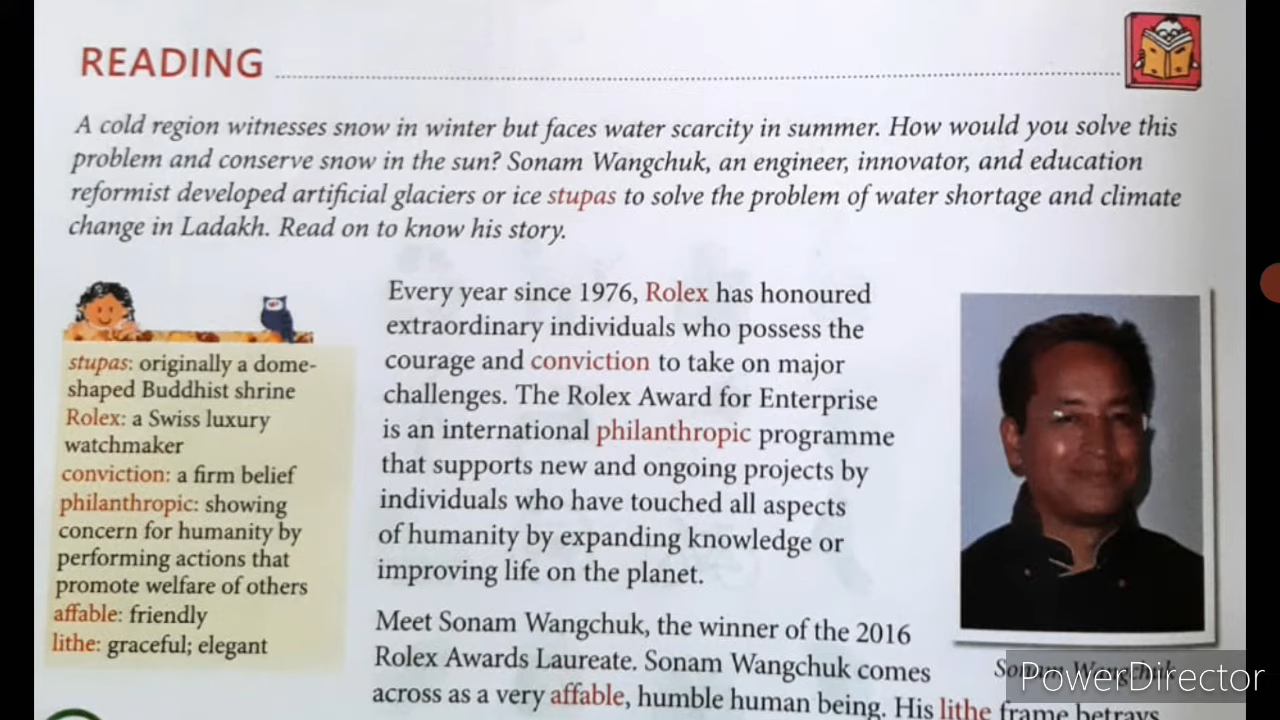 READING
A cold region witnesses snow in winter but faces water scarcity in summer. How would you solve this
problem and conserve snow in the sun? Sonam Wangchuk, an engineer, innovator, and education
reformist developed artificial glaciers or ice stupas to solve the problem of water shortage and climate
change in Ladakh. Read on to know his story.
stupas: originally a dome-
shaped Buddhist shrine
Rolex: a Swiss luxury
watchmaker
conviction: a firm belief
philanthropic: showing
concern for humanity by
performing actions that
promote welfare of others
affable: friendly
lithe: graceful; elegant
Every year since 1976, Rolex has honoured
extraordinary individuals who possess the
courage and conviction to take on major
challenges. The Rolex Award for Enterprise
is an international philanthropic programme
that supports new and ongoing projects by
individuals who have touched all aspects
of humanity by expanding knowledge or
improving life on the planet.
Meet Sonam Wangchuk, the winner of the 2016
Rolex Awards Laureate. Sonam Wangchuk comes
across as a very affable, humble human being. His lithe frame betrays
Sonam Wangchuk
PowerDirector